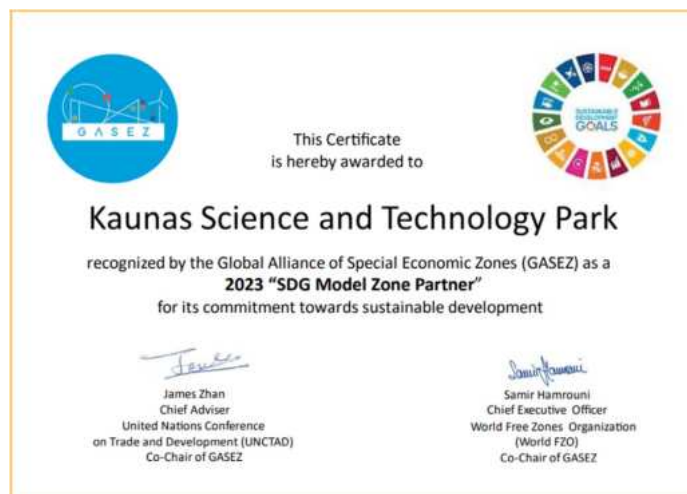 GASEZ
SUSTAINABLE
DEVELOPMENT
GOALS
This Certificate
is hereby awarded to
Kaunas Science and Technology Park
recognized by the Global Alliance of Special Economic Zones (GASEZ) as a
2023 “SDG Model Zone Partner”
for its commitment towards sustainable development
James Zhan
Chief Adviser
United Nations Conference
on Trade and Development (UNCTAD)
Co-Chair of GASEZ
Samir Hamrouni
Samir Hamrouni
Chief Executive Officer
World Free Zones Organization
(World FZO)
Co-Chair of GASEZ